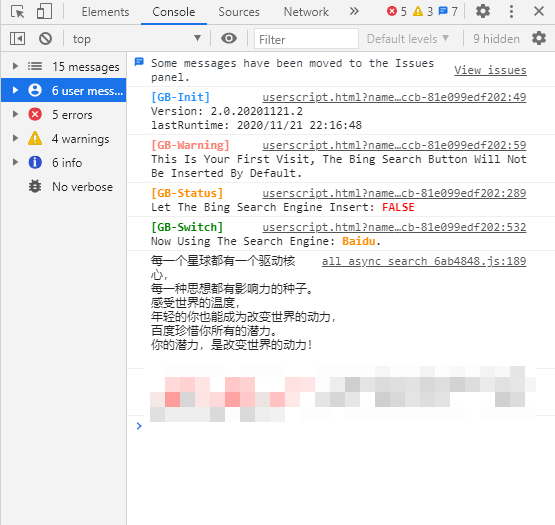 Elements Console Sources Network » 5 3 7
top Filter Default levels 9 hidden
15 messages
6 user mess...
5 errors
4 warnings
6 info
No verbose
Some messages have been moved to the Issues panel. View issues
[GB-Init] userscript.html?name…ccb-81e099edf202:49
Version: 2.0.20201121.2
lastRuntime: 2020/11/21 22:16:48
[GB-Warning] userscript.html?name…ccb-81e099edf202:59
This Is Your First Visit, The Bing Search Button Will Not
Be Inserted By Default.
[GB-Status] userscript.html?name…cb-81e099edf202:289
Let The Bing Search Engine Insert: FALSE
[GB-Switch] userscript.html?name…cb-81e099edf202:532
Now Using The Search Engine: Baidu.
每一个星球都有一个驱动核 all_async_search_6ab4848.js:189
心，
每一种思想都有影响力的种子。
感受世界的温度，
年轻的你也能成为改变世界的动力，
百度珍惜你所有的潜力。
你的潜力，是改变世界的动力！